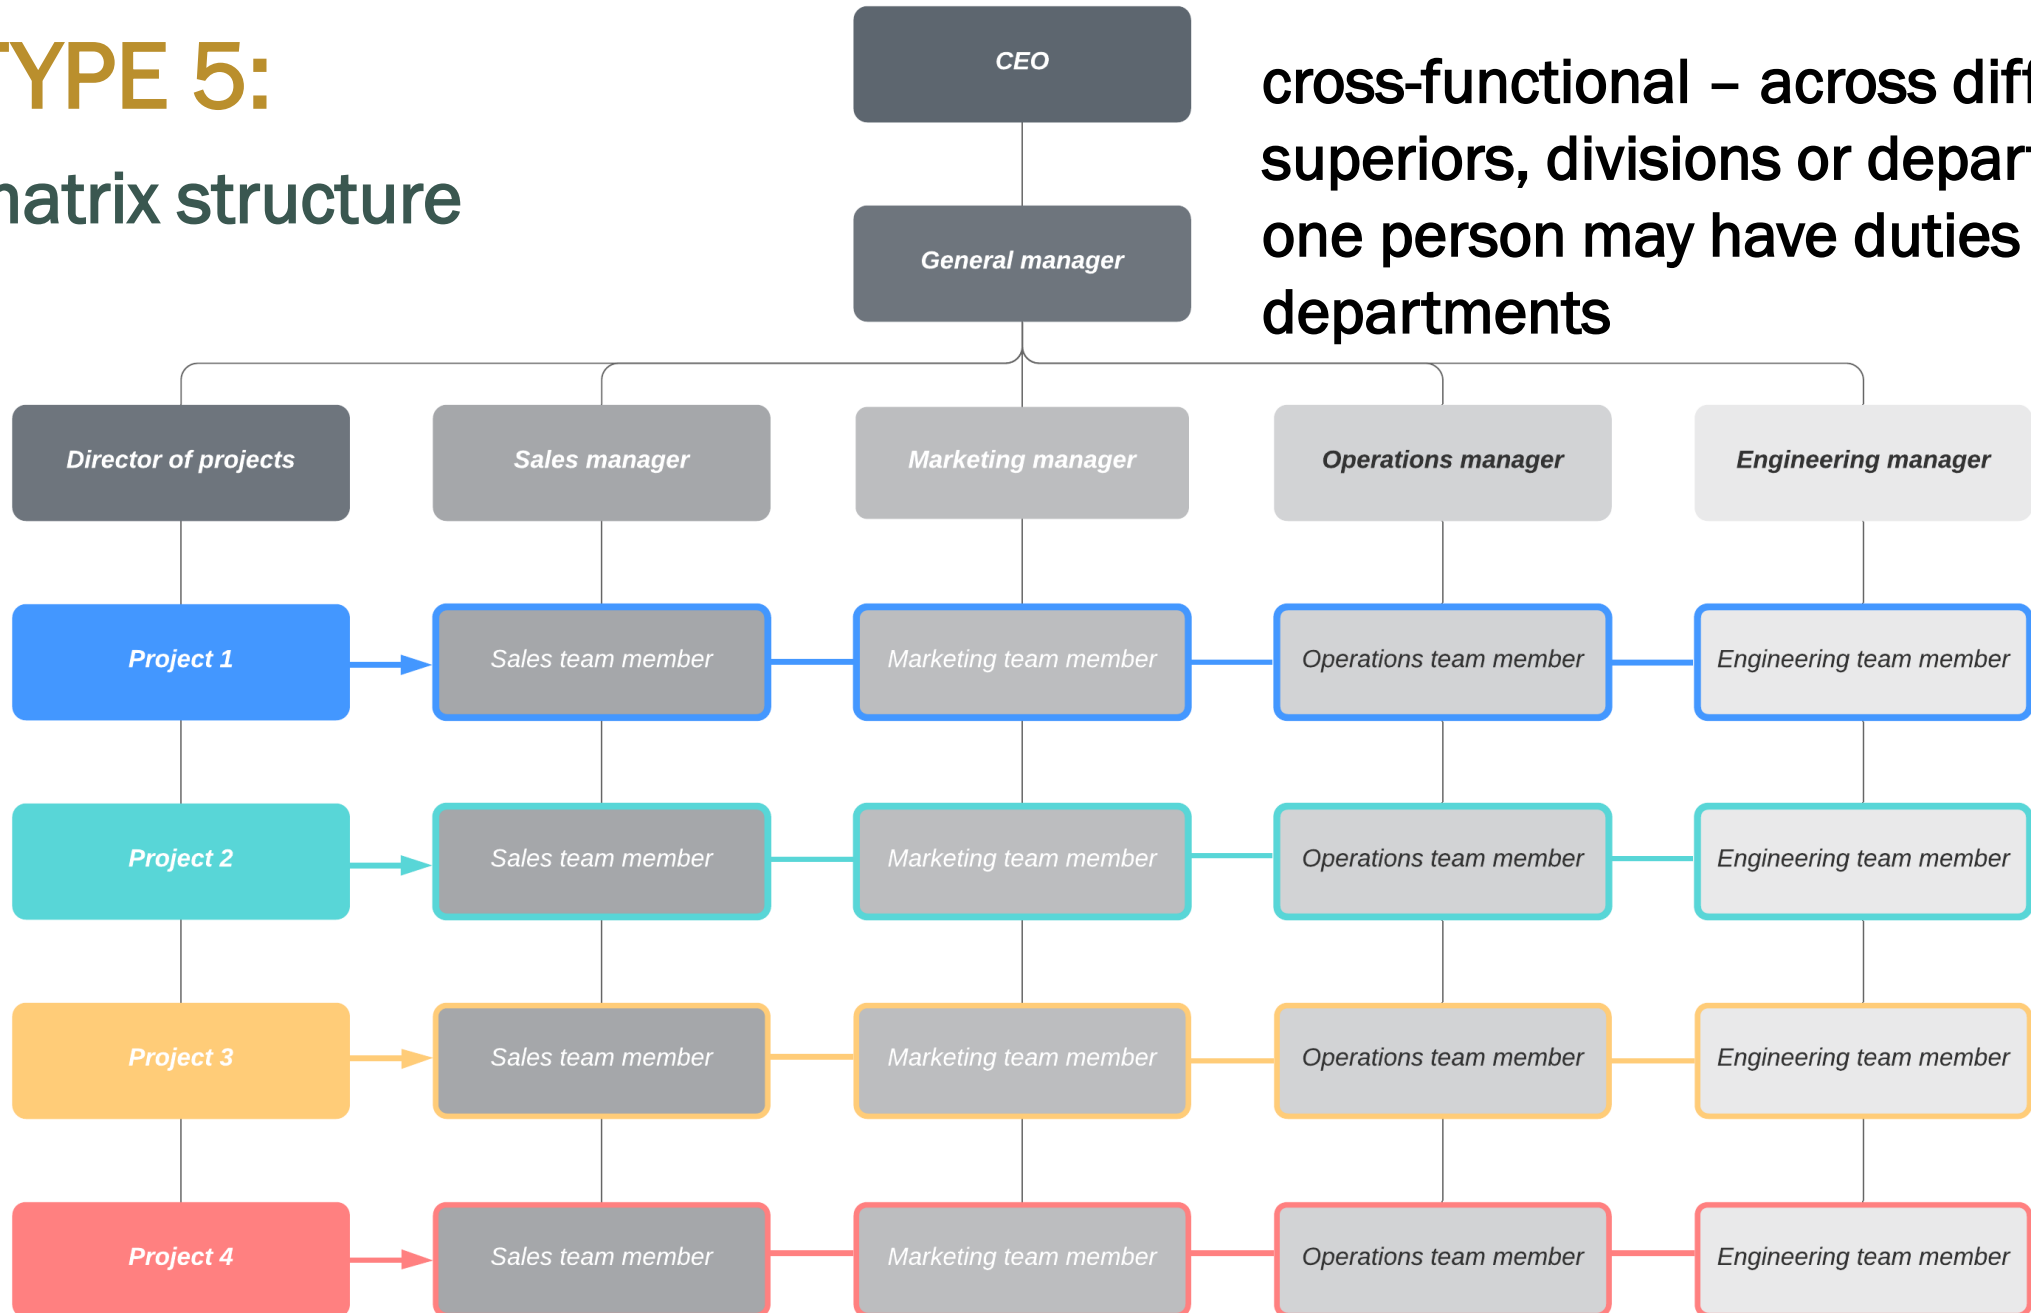 TYPE 5:
matrix structure
CEO
cross-functional – across diff
superiors, divisions or depart
one person may have duties
departments
General manager
Director of projects
Sales manager
Marketing manager
Operations manager
Engineering manager
Project 1
Sales team member
Marketing team member
Operations team member
Engineering team member
Project 2
Sales team member
Marketing team member
Operations team member
Engineering team member
Project 3
Sales team member
Marketing team member
Operations team member
Engineering team member
Project 4
Sales team member
Marketing team member
Operations team member
Engineering team member